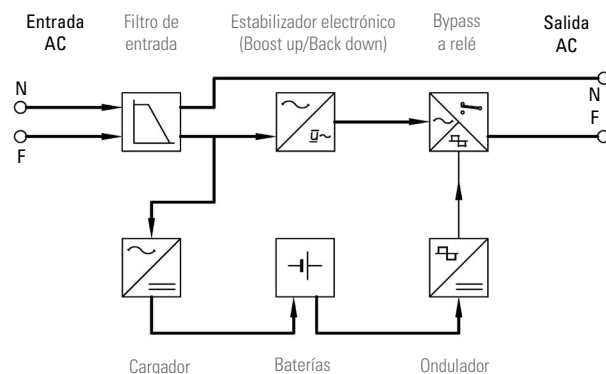 Entrada
AC
Filtro de
entrada
Estabilizador electrónico
(Boost up/Back down)
Bypass
a relé
Salida
AC
N
F
N
F
u~
Cargador
Baterías
Ondulador